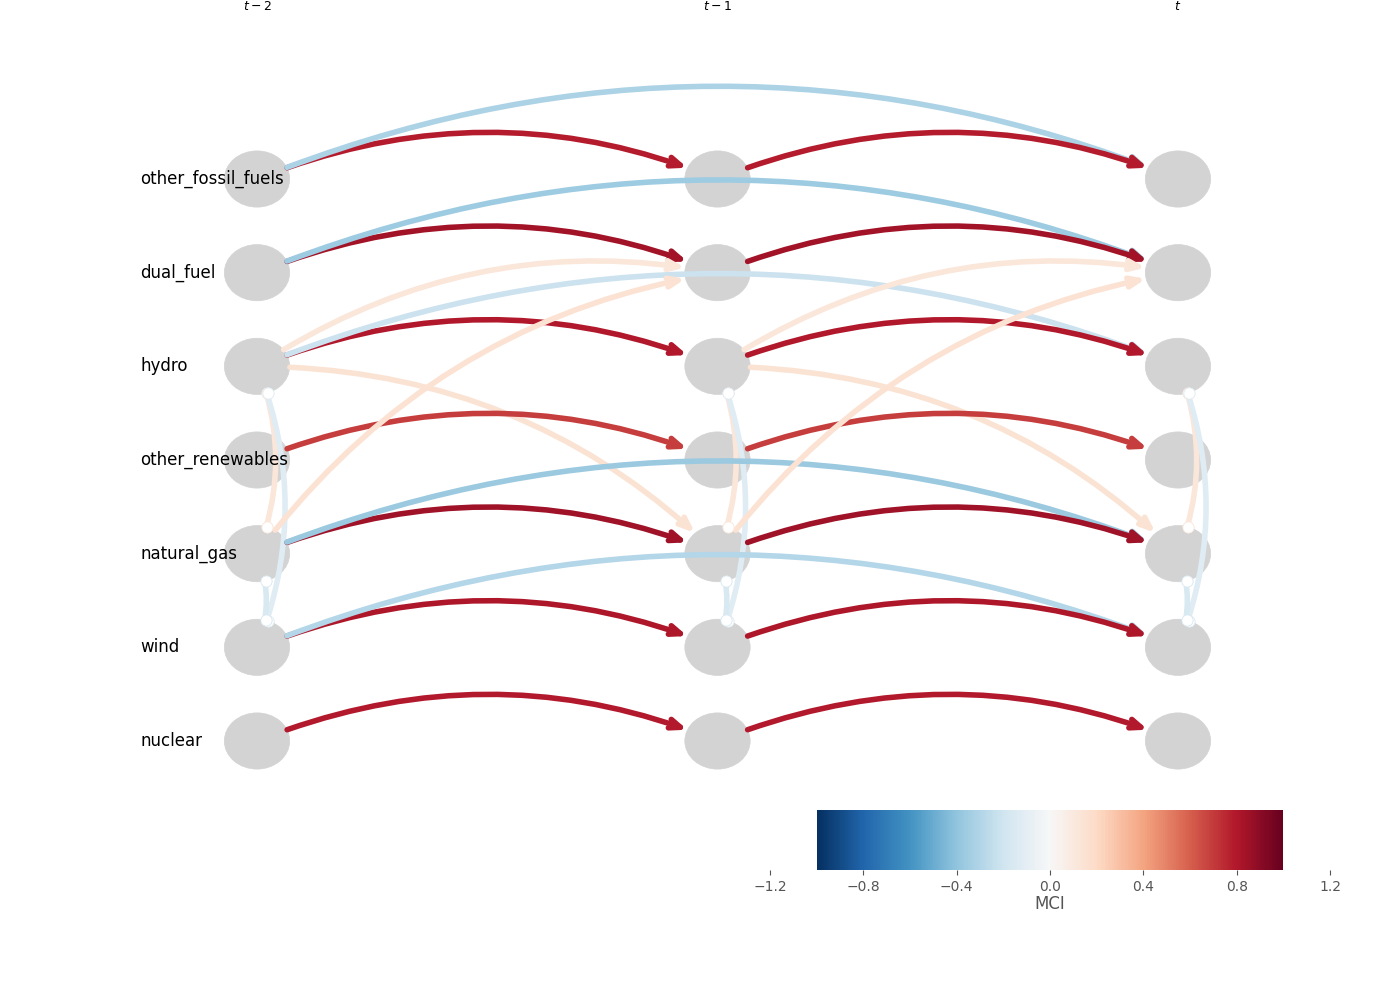 t − 2 t − 1 t
other_fossil_fuels
dual_fuel
hydro
other_renewables
natural_gas
wind
nuclear
−1.2 −0.8 −0.4 0.0 0.4 0.8 1.2
MCI